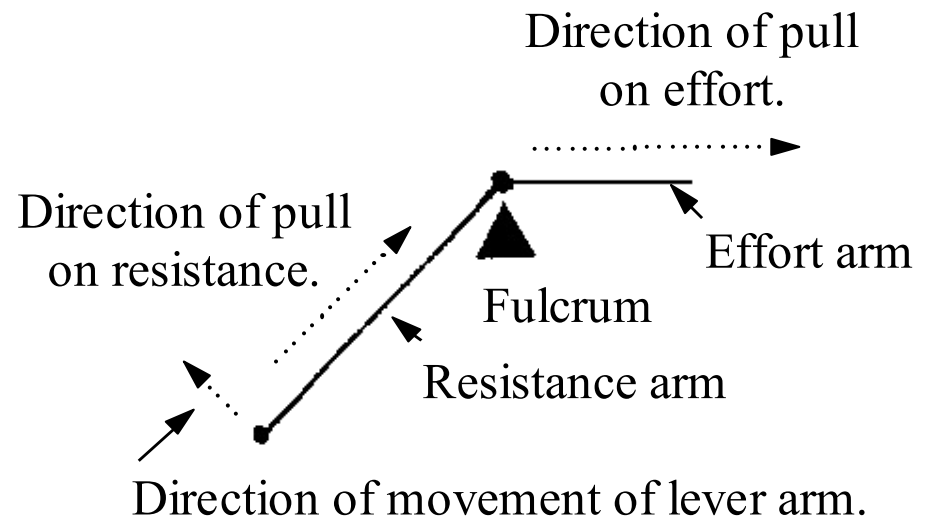 Direction of pull
on effort.
Direction of pull
on resistance.
Effort arm
Fulcrum
Resistance arm
Direction of movement of lever arm.